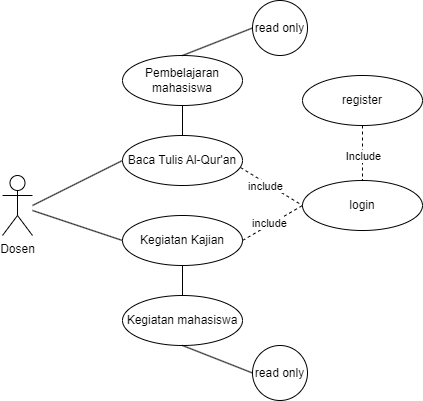 read only
Pembelajaran
mahasiswa
register
Include
Baca Tulis Al-Qur'an
include
login
Dosen
include
Kegiatan Kajian
Kegiatan mahasiswa
read only